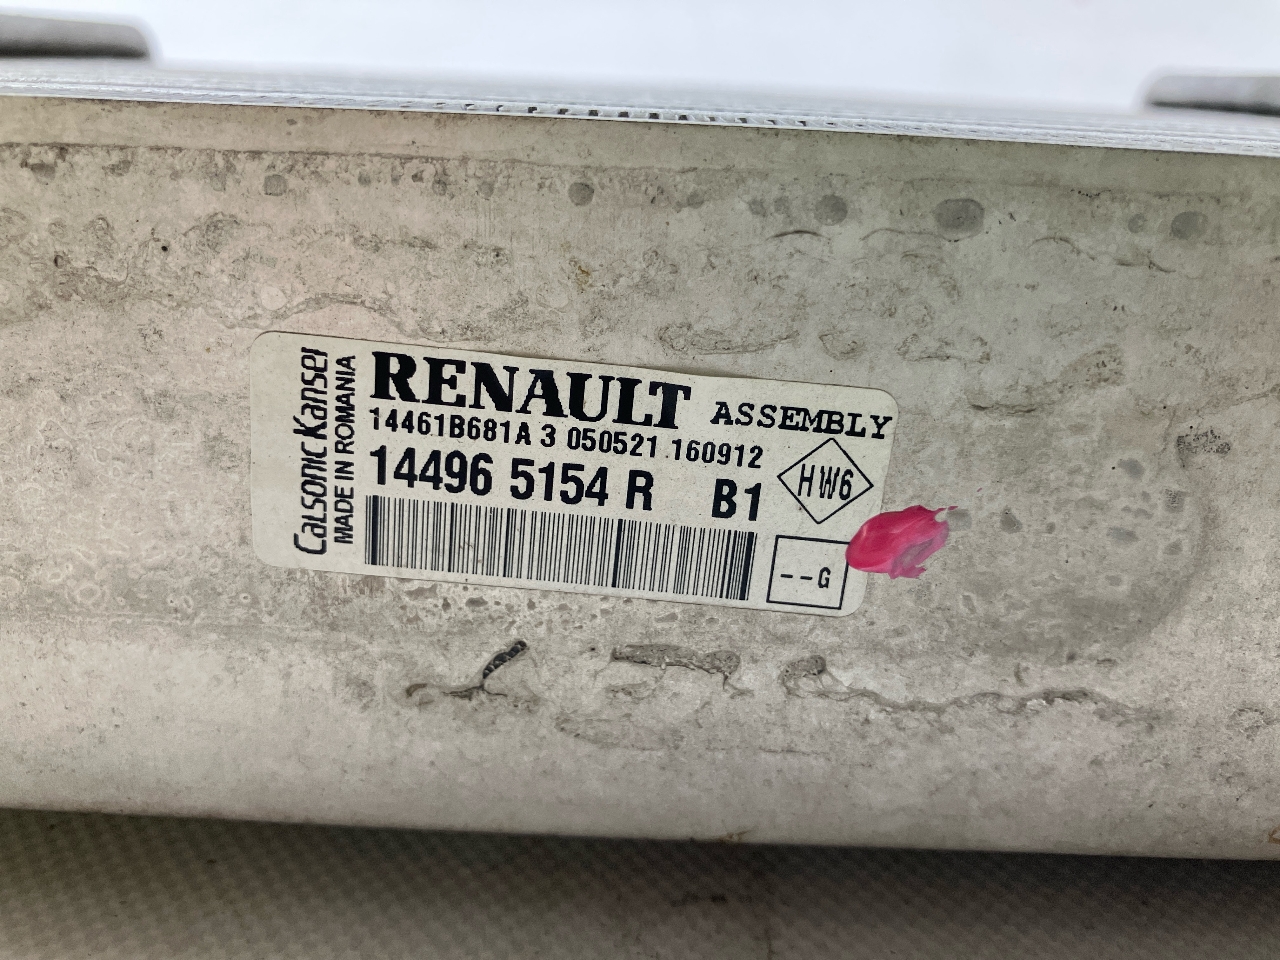 Calsonic Kansei
MADE IN ROMANIA
RENAULT ASSEMBLY
14461B681A 3 050521 160912
14496 5154 R B1
HW6
--G